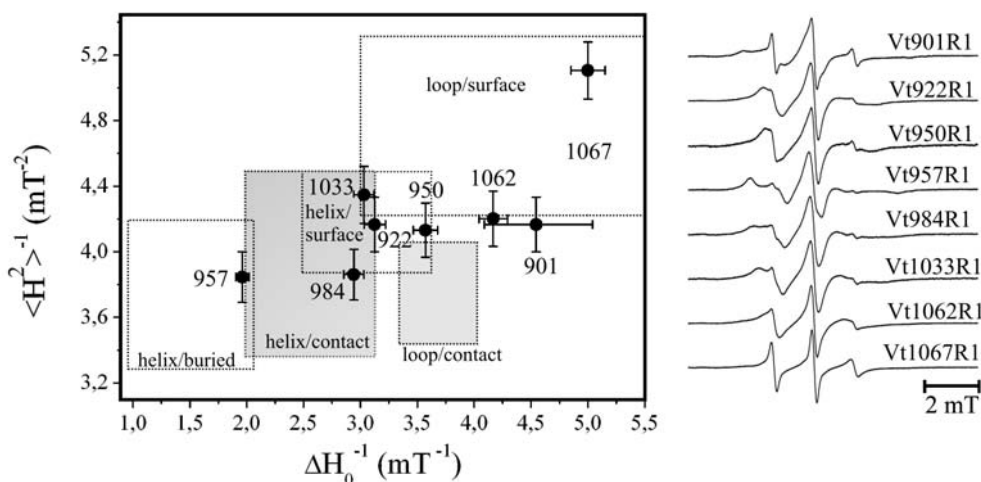 <H²>⁻¹ (mT⁻²)
5,2
4,8
4,4
4,0
3,6
3,2
loop/surface
1067
1033
950
1062
helix/
surface
922
901
957
984
helix/buried
helix/contact
loop/contact
1,0 1,5 2,0 2,5 3,0 3,5 4,0 4,5 5,0 5,5
ΔH₀⁻¹ (mT⁻¹)
Vt901R1
Vt922R1
Vt950R1
Vt957R1
Vt984R1
Vt1033R1
Vt1062R1
Vt1067R1
2 mT